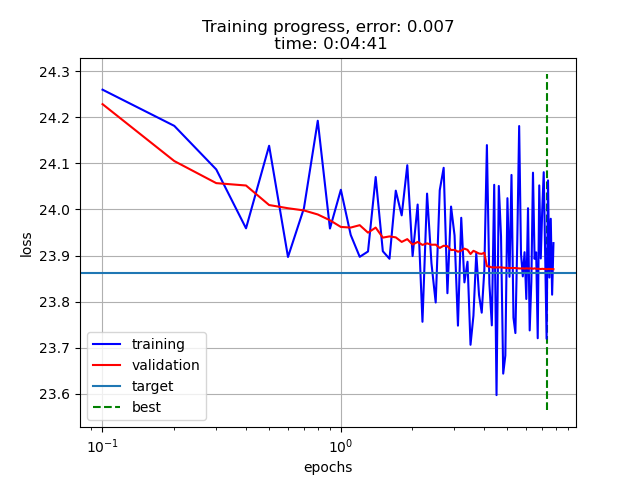 Training progress, error: 0.007
time: 0:04:41
24.3
24.2
24.1
24.0
23.9
23.8
23.7
23.6
loss
training
validation
target
best
10⁻¹
10⁰
epochs